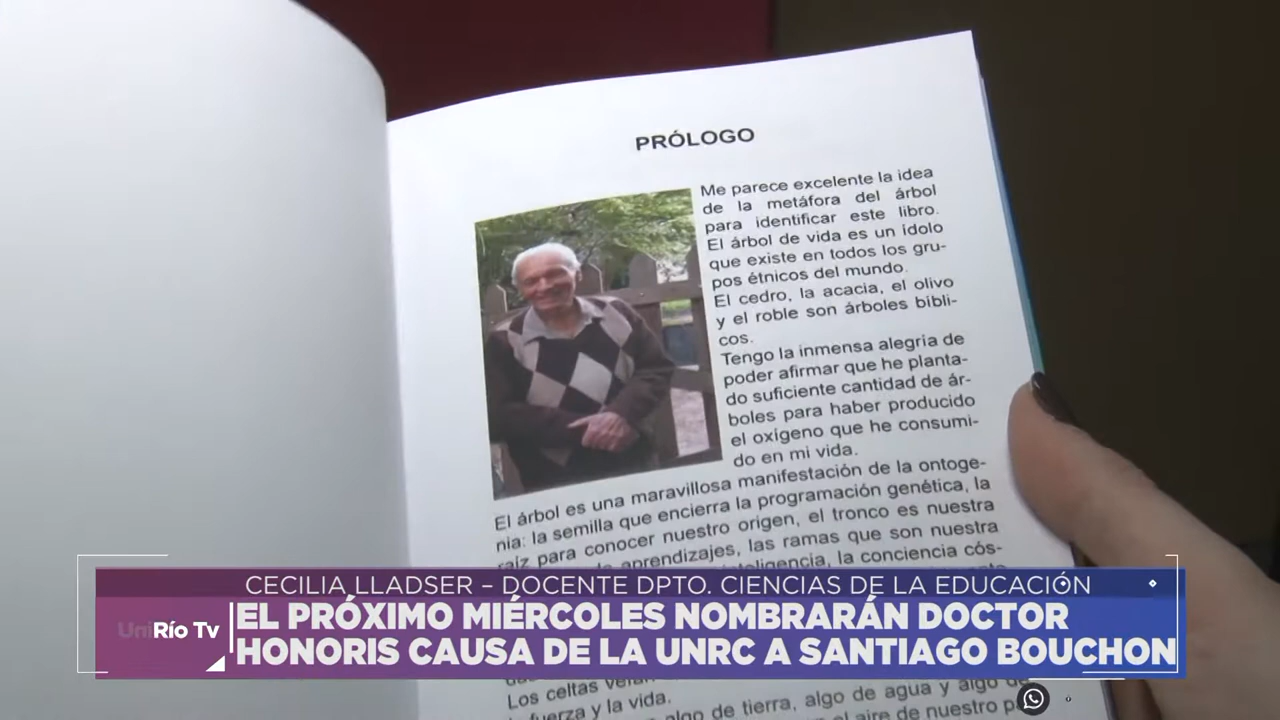 PRÓLOGO
Me parece excelente la idea
de la metáfora del árbol
para identificar este libro.
El árbol de vida es un ídolo
que existe en todos los gru-
pos étnicos del mundo.
El cedro, la acacia, el olivo
y el roble son árboles bíbli-
cos.
Tengo la inmensa alegria de
poder afirmar que he planta-
do suficiente cantidad de ár-
boles para haber producido
el oxígeno que he consumi-
do en mi vida.
El árbol es una maravillosa manifestación de la ontoge-
nia: la semilla que encierra la programación genética, la
raíz para conocer nuestro origen, el tronco es nuestra
aprendizajes, las ramas que son nuestra
inteligencia, la conciencia cós-
CECILIA LLADSER – DOCENTE DPTO. CIENCIAS DE LA EDUCACIÓN
UniRío Tv
EL PRÓXIMO MIÉRCOLES NOMBRARÁN DOCTOR
HONORIS CAUSA DE LA UNRC A SANTIAGO BOUCHON
Los celtas
fuerza y la vida.
algo de tierra, algo de agua y algo de
el aire de nuestro